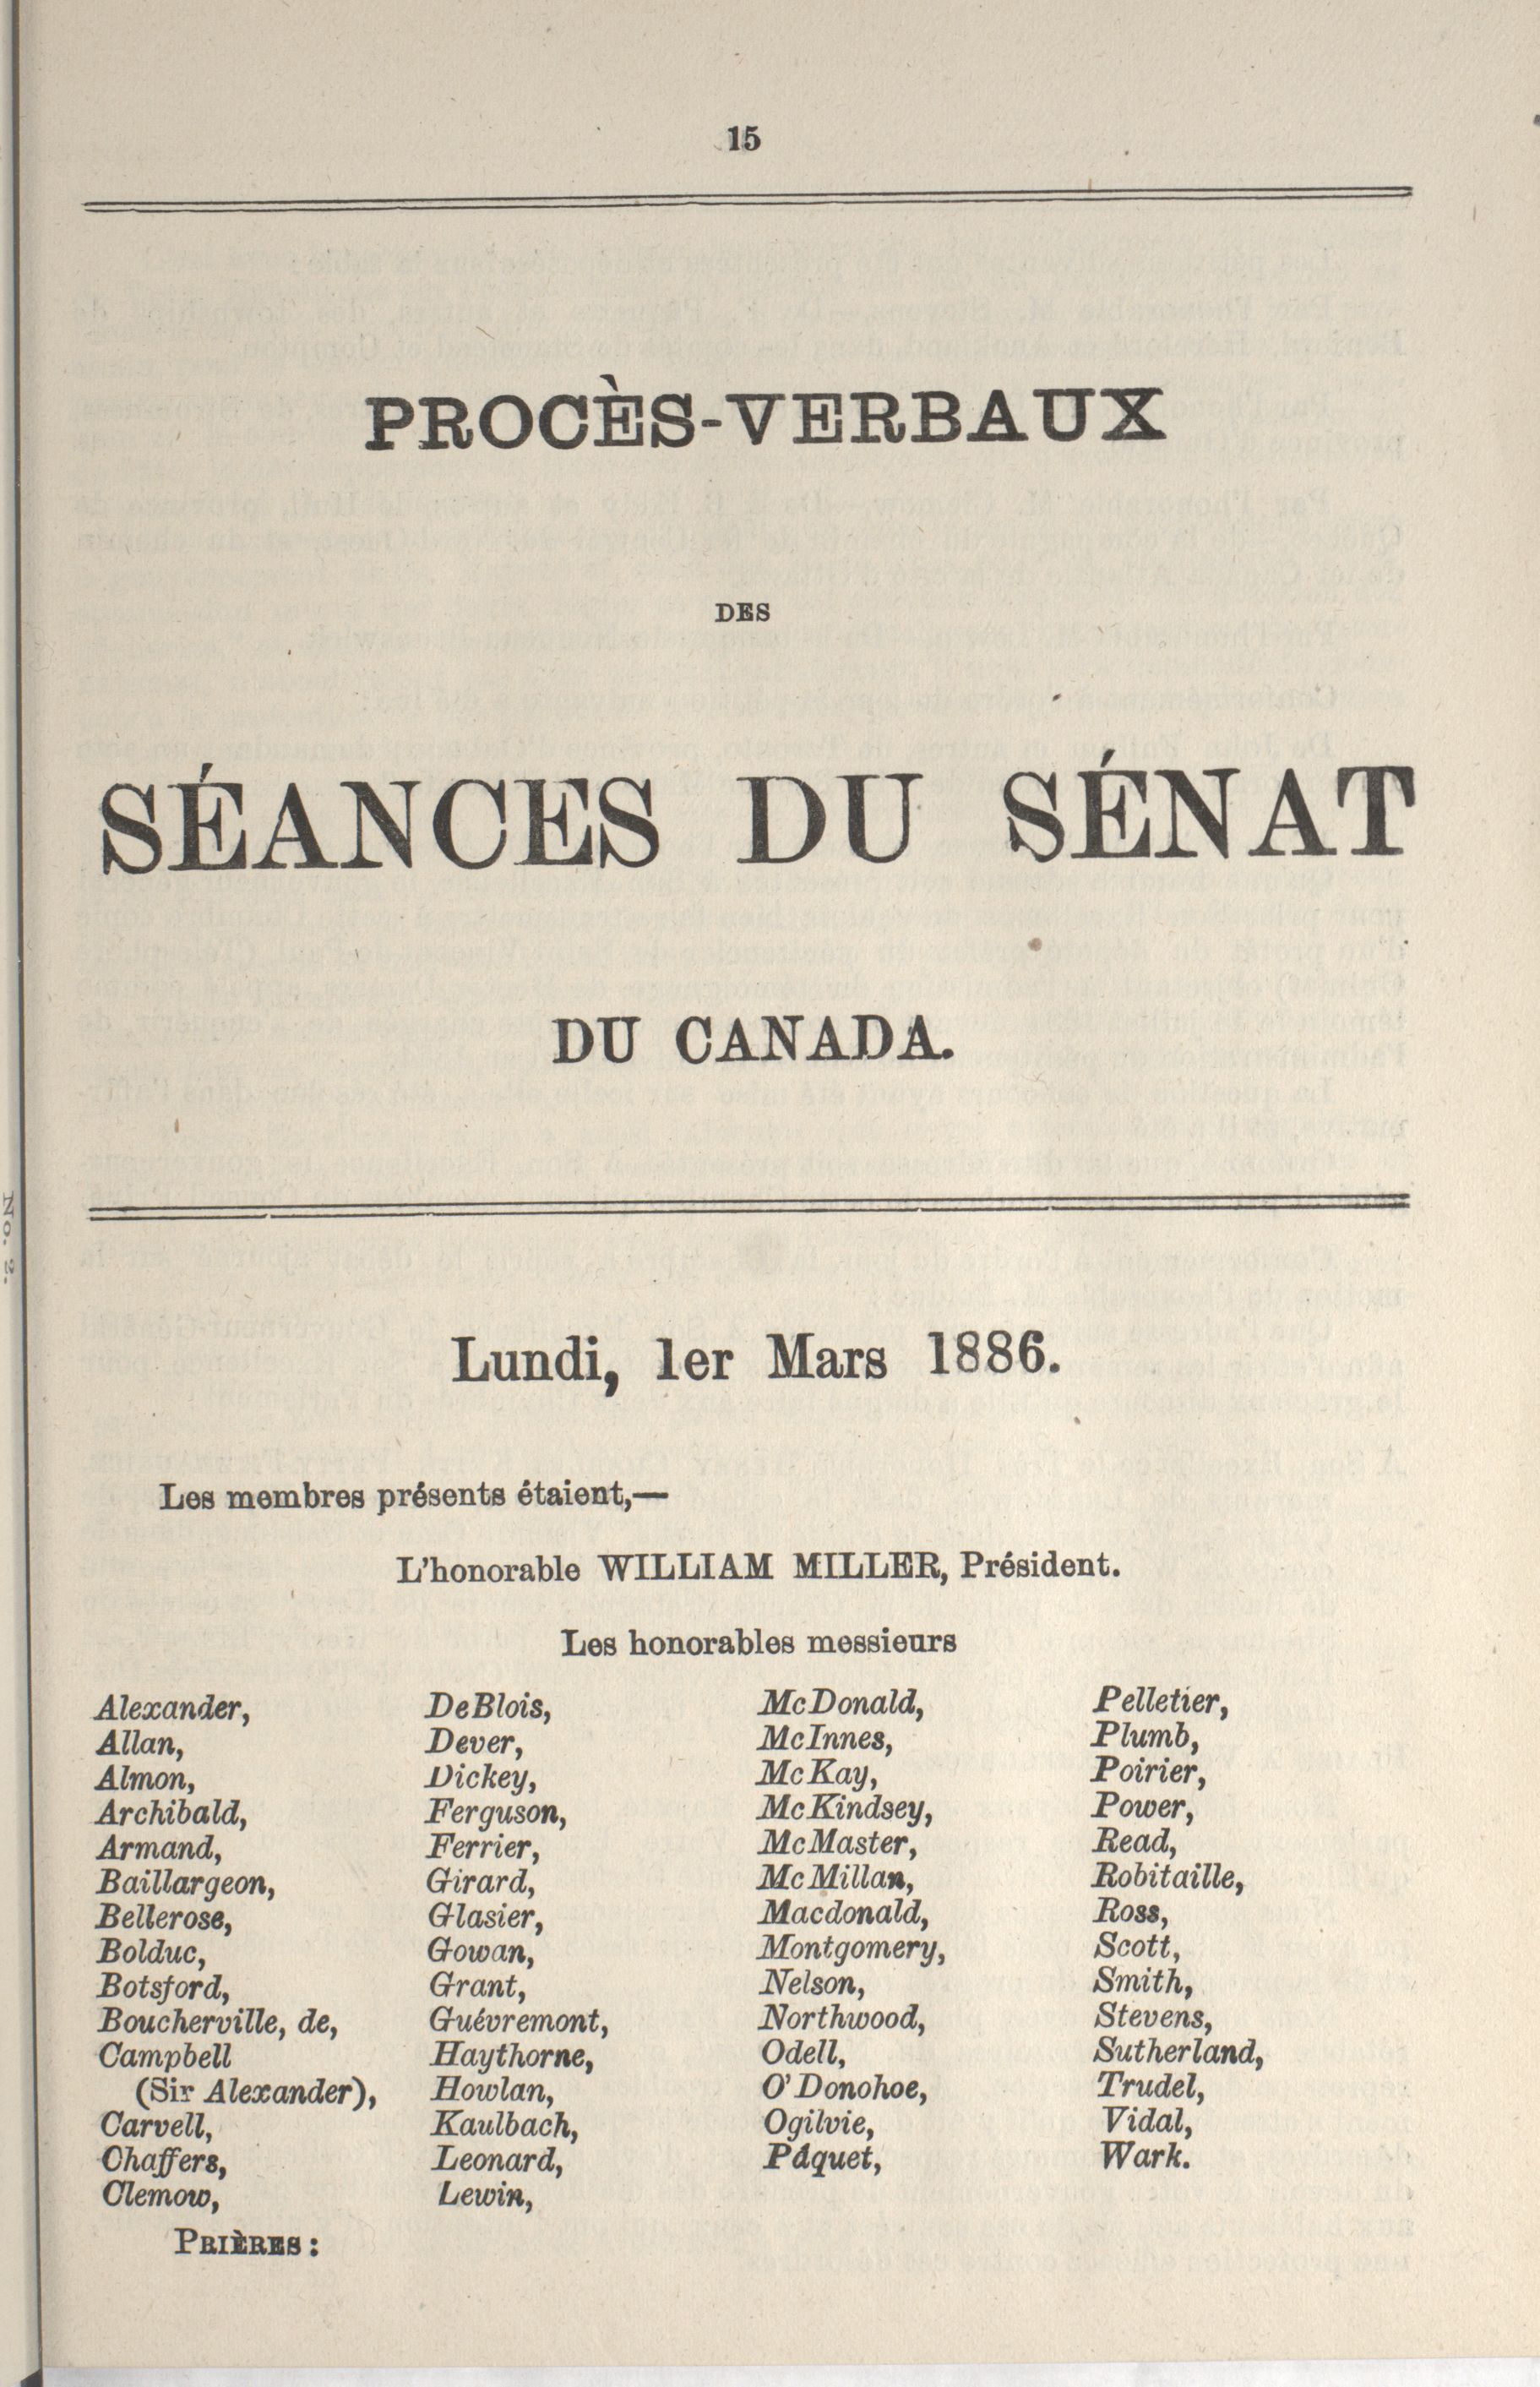 15
PROCÈS-VERBAUX
DES
SÉANCES DU SÉNAT
DU CANADA.
No. 2.
Lundi, 1er Mars 1886.
Les membres présents étaient,—
L'honorable WILLIAM MILLER, Président.
Les honorables messieurs
Alexander,
Allan,
Almon,
Archibald,
Armand,
Baillargeon,
Bellerose,
Bolduc,
Botsford,
Boucherville, de,
Campbell
(Sir Alexander),
Carvell,
Chaffers,
Clemow,
DeBlois,
Dever,
Dickey,
Ferguson,
Ferrier,
Girard,
Glasier,
Gowan,
Grant,
Guévremont,
Haythorne,
Howlan,
Kaulbach,
Leonard,
Lewin,
McDonald,
McInnes,
McKay,
McKindsey,
McMaster,
McMillan,
Macdonald,
Montgomery,
Nelson,
Northwood,
Odell,
O'Donohoe,
Ogilvie,
Pâquet,
Pelletier,
Plumb,
Poirier,
Power,
Read,
Robitaille,
Ross,
Scott,
Smith,
Stevens,
Sutherland,
Trudel,
Vidal,
Wark.
PRIÈRES :